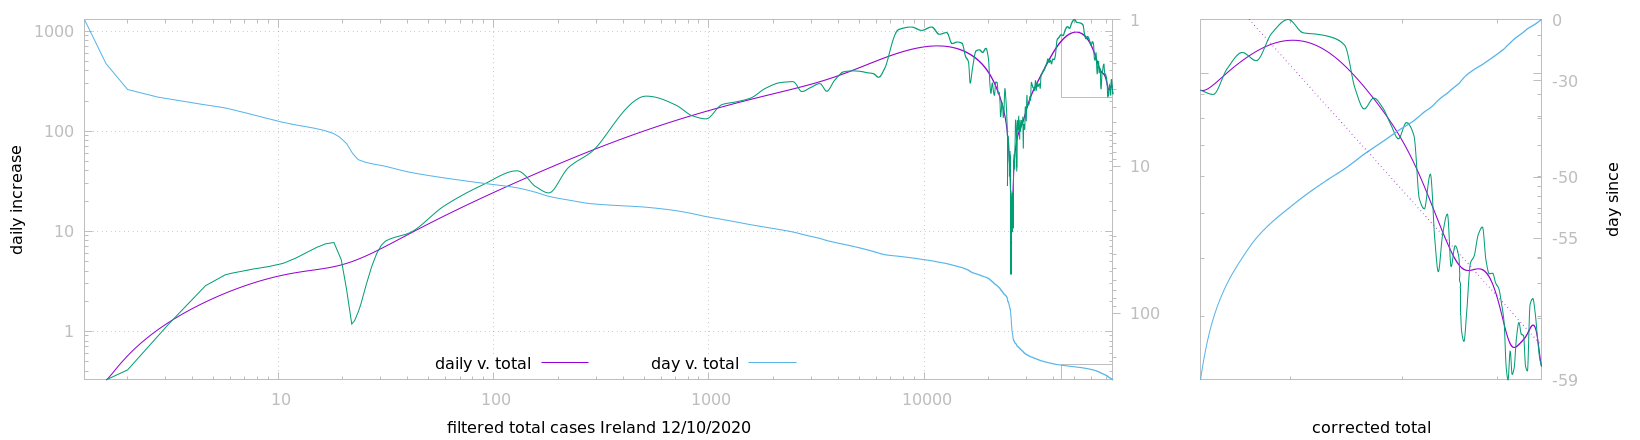 1000
100
10
1
daily increase
10
100
1000
10000
filtered total cases Ireland 12/10/2020
daily v. total
day v. total
1
10
100
0
-30
-50
-55
-59
day since
corrected total